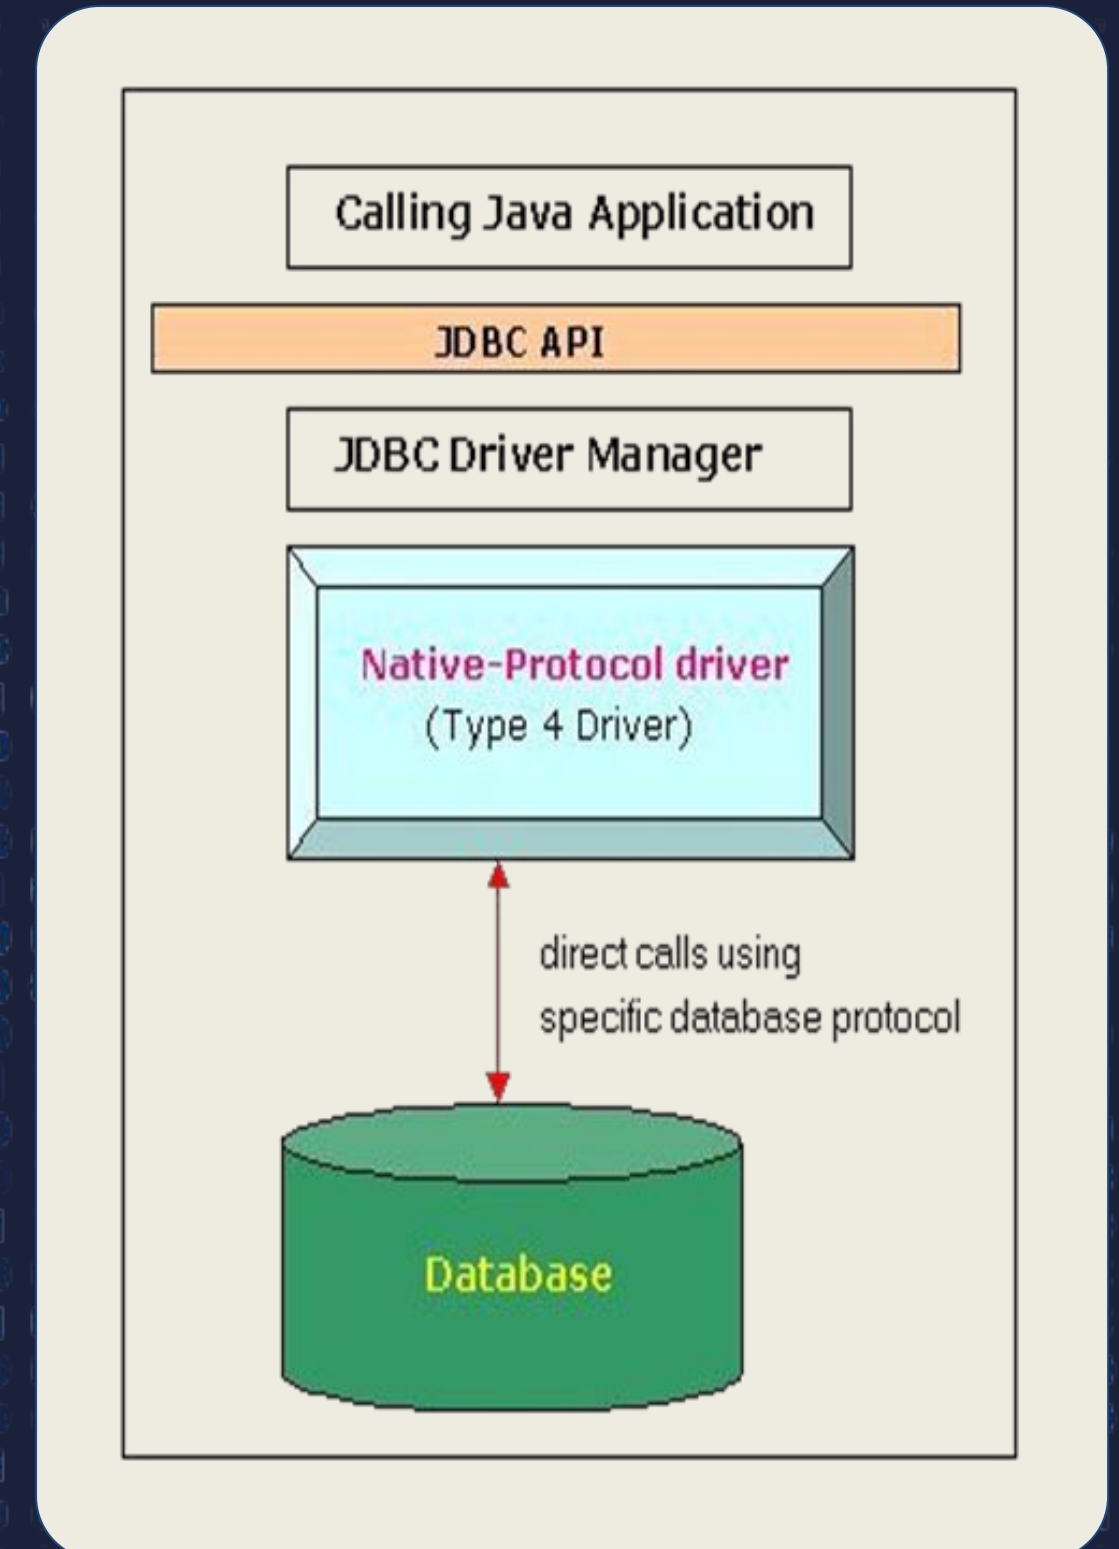 Calling Java Application
JDBC API
JDBC Driver Manager
Native-Protocol driver
(Type 4 Driver)
direct calls using
specific database protocol
Database